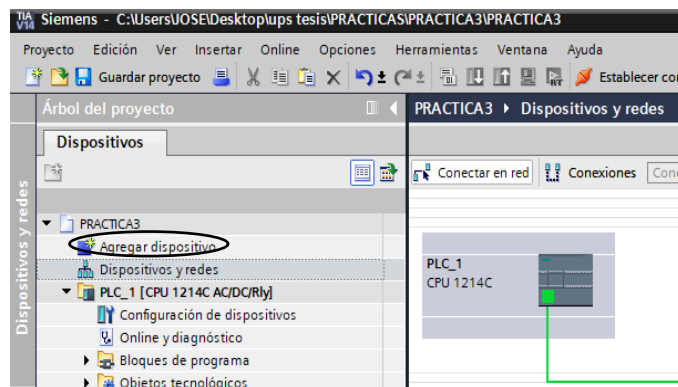 TIA V14 Siemens - C:\Users\JOSE\Desktop\ups tesis\PRACTICAS\PRACTICA3\PRACTICA3
Proyecto Edición Ver Insertar Online Opciones Herramientas Ventana Ayuda
Guardar proyecto Establecer con
Árbol del proyecto
PRACTICA3 Dispositivos y redes
Dispositivos
Conectar en red Conexiones Con
Dispositivos y redes
PRACTICA3
Agregar dispositivo
Dispositivos y redes
PLC_1 [CPU 1214C AC/DC/Rly]
Configuración de dispositivos
Online y diagnóstico
Bloques de programa
Objetos tecnológicos
PLC_1
CPU 1214C